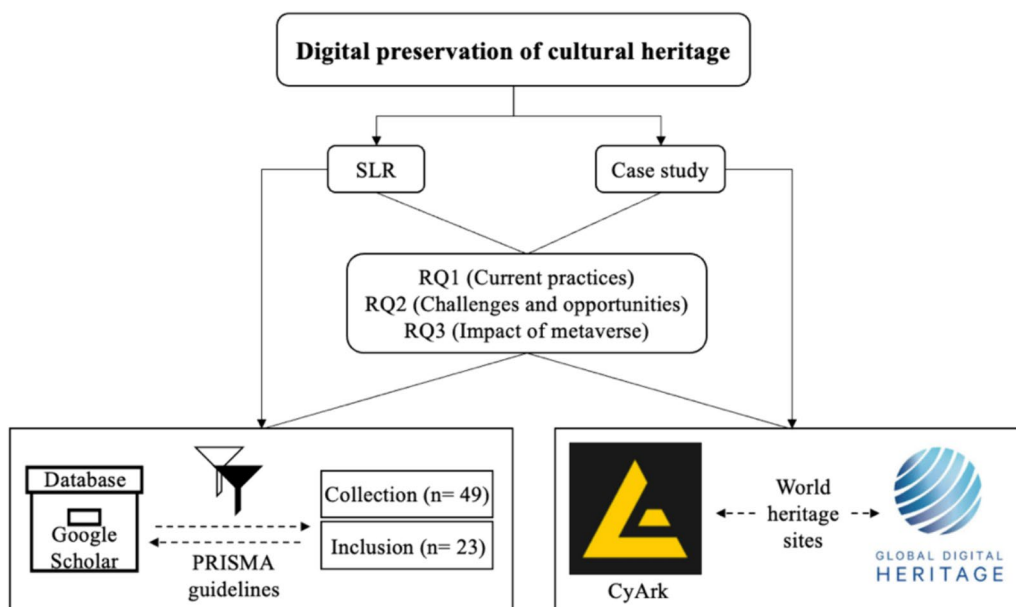 Digital preservation of cultural heritage
SLR
Case study
RQ1 (Current practices)
RQ2 (Challenges and opportunities)
RQ3 (Impact of metaverse)
Database
Google
Scholar
PRISMA
guidelines
Collection (n= 49)
Inclusion (n= 23)
CyArk
World
heritage
sites
GLOBAL DIGITAL
HERITAGE